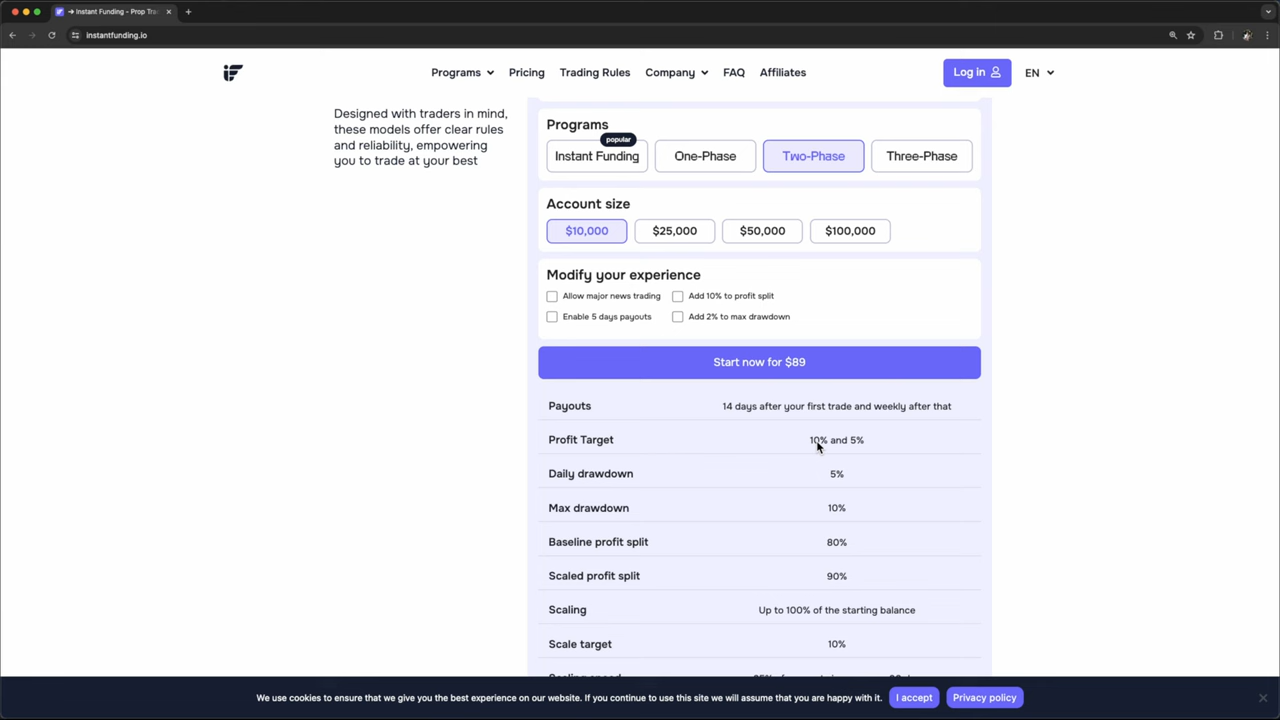 → Instant Funding - Prop Tra
instantfunding.io
Programs Pricing Trading Rules Company FAQ Affiliates Log in EN
Designed with traders in mind,
these models offer clear rules
and reliability, empowering
you to trade at your best
Programs
popular
Instant Funding One-Phase Two-Phase Three-Phase
Account size
$10,000 $25,000 $50,000 $100,000
Modify your experience
Allow major news trading Add 10% to profit split
Enable 5 days payouts Add 2% to max drawdown
Start now for $89
Payouts 14 days after your first trade and weekly after that
Profit Target 10% and 5%
Daily drawdown 5%
Max drawdown 10%
Baseline profit split 80%
Scaled profit split 90%
Scaling Up to 100% of the starting balance
Scale target 10%
We use cookies to ensure that we give you the best experience on our website. If you continue to use this site we will assume that you are happy with it. I accept Privacy policy